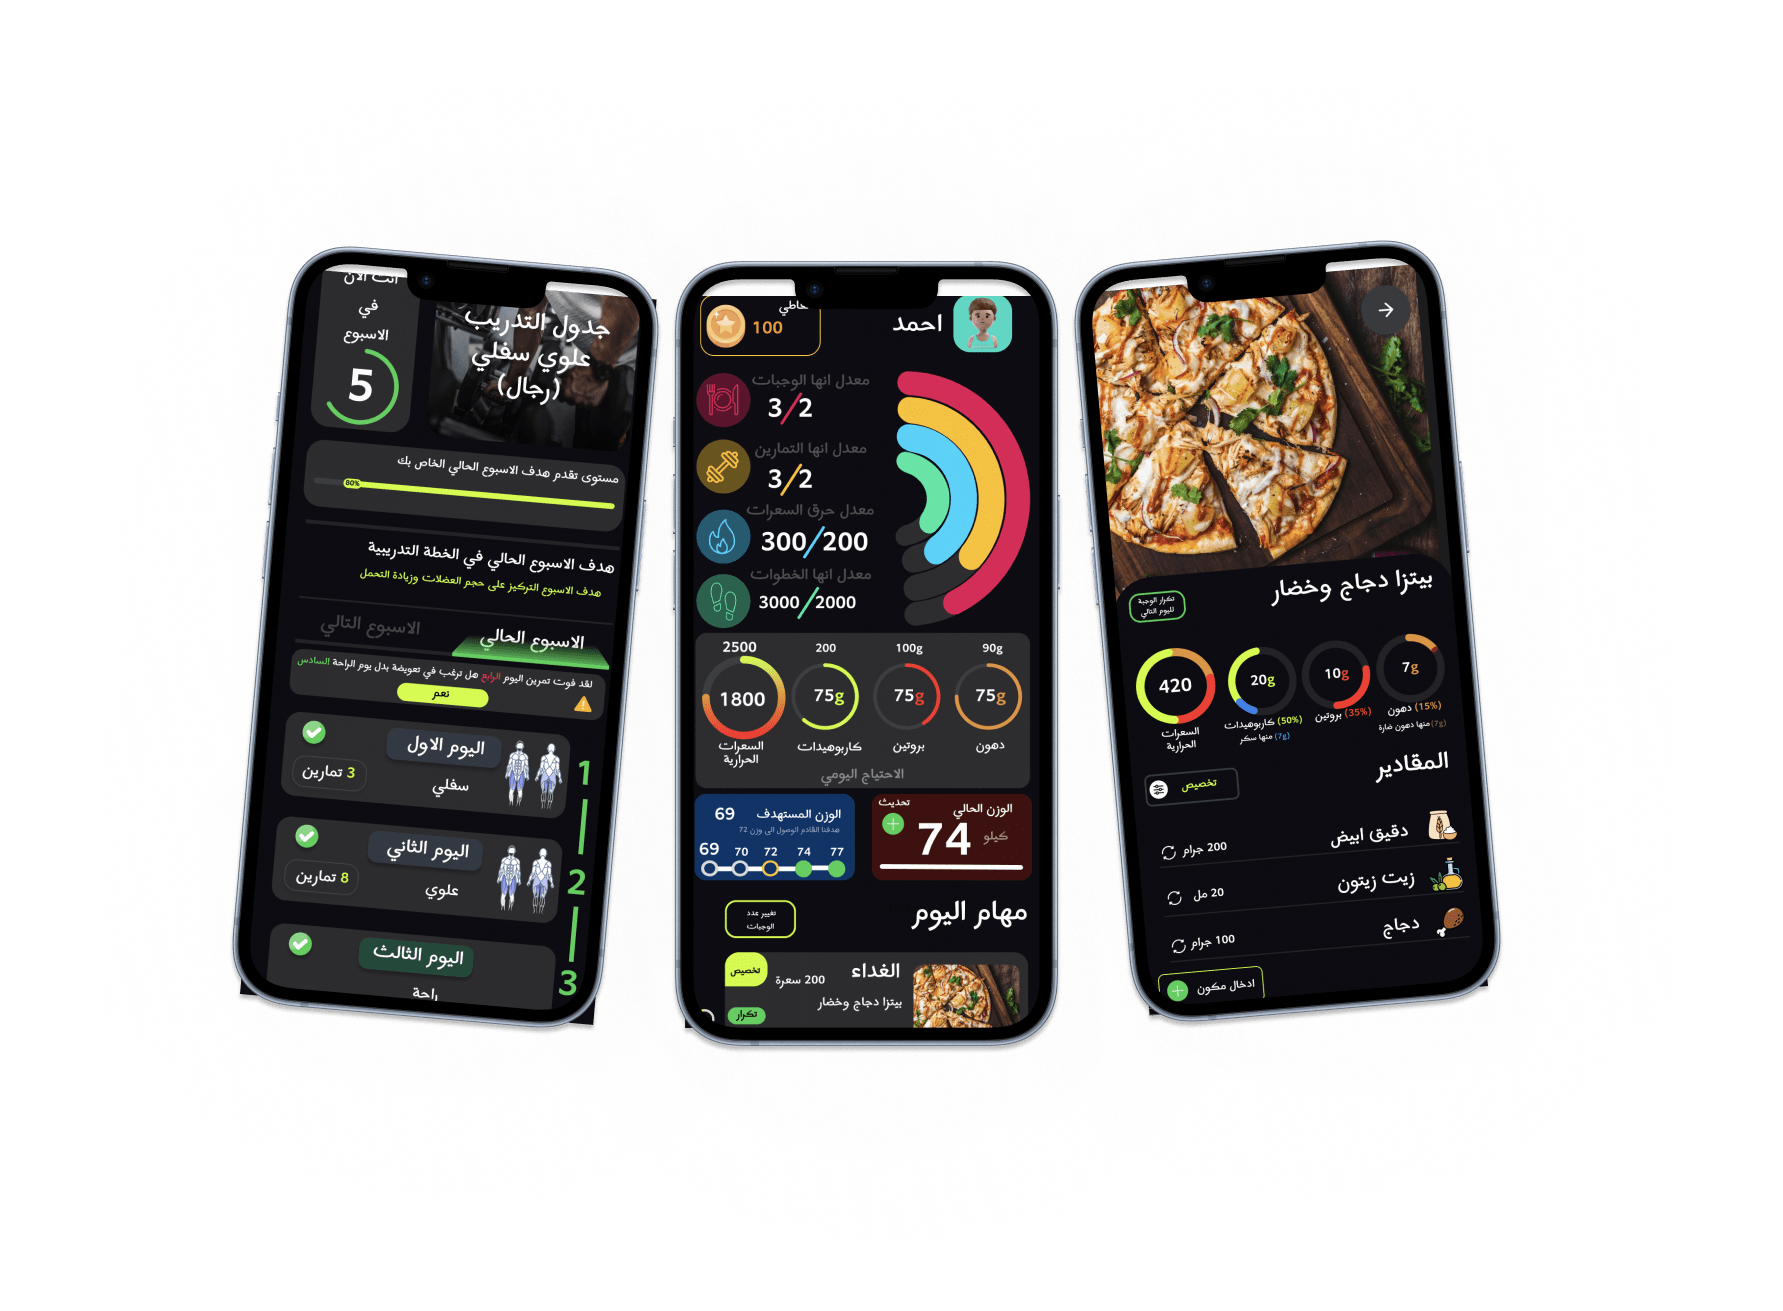 انت الان
في
الاسبوع
5
جدول التدريب
علوي سفلي
(رجال)
مستوى تقدم هدف الاسبوع الحالي الخاص بك
80%
هدف الاسبوع الحالي في الخطة التدريبية
هدف الاسبوع التركيز على حجم العضلات وزيادة التحمل
الاسبوع الحالي
الاسبوع التالي
لقد فوت تمرين اليوم الرابع هل ترغب في تعويضة بدل يوم الراحة السادس
نعم
اليوم الاول
سفلي
3 تمارين
1
اليوم الثاني
علوي
8 تمارين
2
اليوم الثالث
راحة
3
احمد
100
معدل انها الوجبات
3/2
معدل انها التمارين
3/2
معدل حرق السعرات
300/200
معدل انها الخطوات
3000/2000
2500
1800
السعرات
الحرارية
200
75g
كاربوهيدات
100g
75g
بروتين
90g
75g
دهون
الاحتياج اليومي
الوزن الحالي
تحديث
74
كيلو
الوزن المستهدف
69
هدفنا القادم الوصول الى وزن 72
69 70 72 74 77
مهام اليوم
تغيير عدد
الوجبات
الغداء
200 سعرة
تخصيص
بيتزا دجاج وخضار
تكرار
بيتزا دجاج وخضار
تكرار الوجبة
لليوم التالي
420
السعرات
الحرارية
20g
كاربوهيدات (50%)
(7g) منها سكر
10g
بروتين (35%)
7g
دهون (15%)
(7g) منها دهون ضارة
المقادير
تخصيص
دقيق ابيض
200 جرام
زيت زيتون
20 مل
دجاج
100 جرام
ادخال مكون